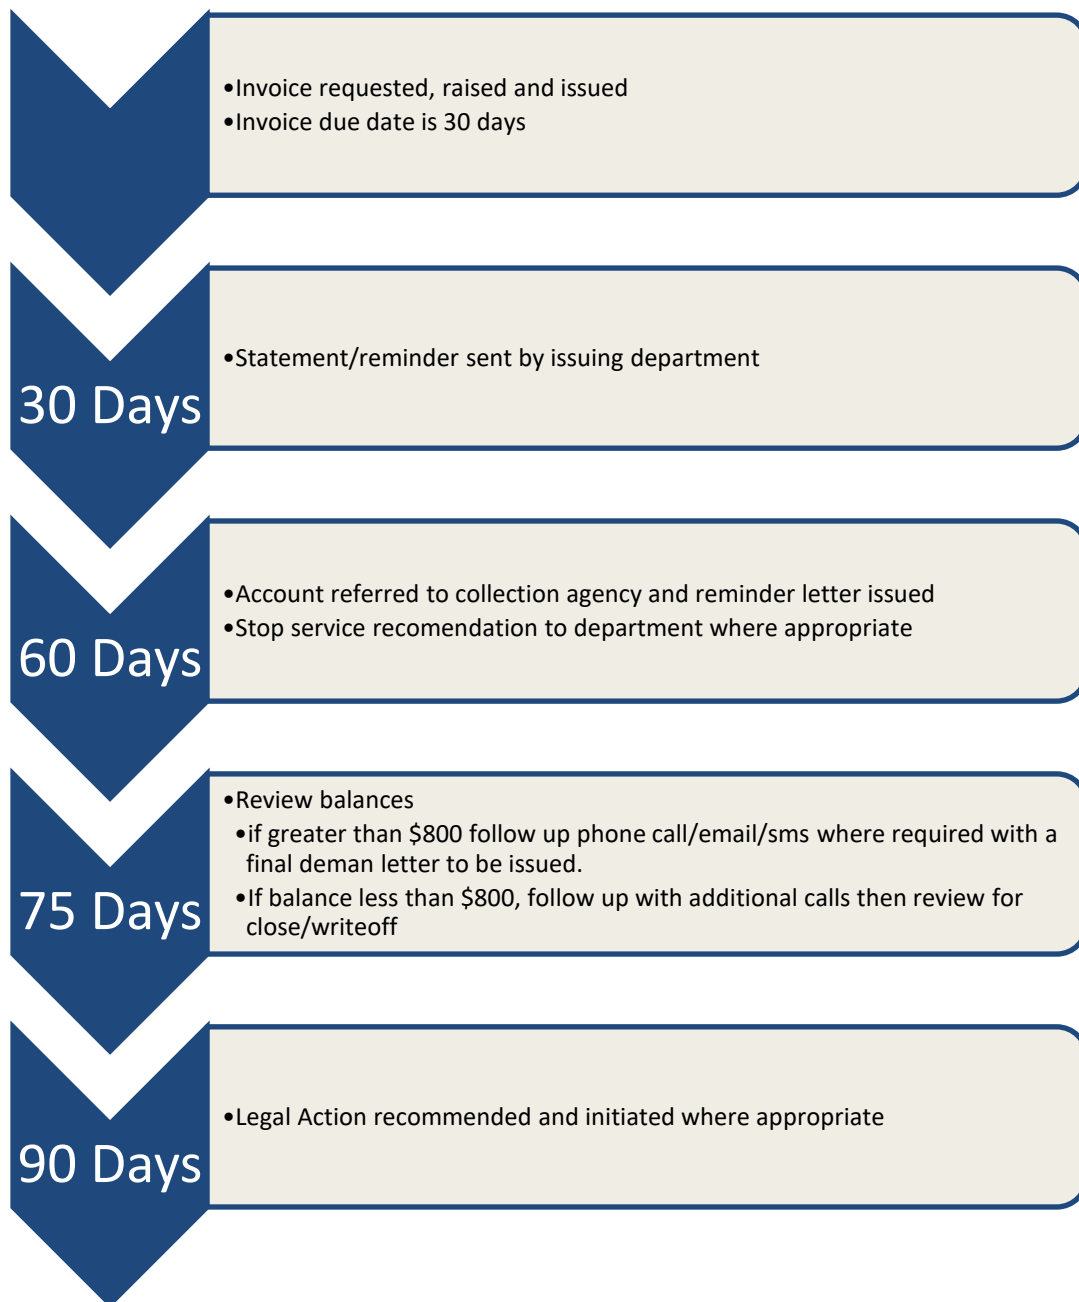 •Invoice requested, raised and issued
•Invoice due date is 30 days
30 Days
•Statement/reminder sent by issuing department
60 Days
•Account referred to collection agency and reminder letter issued
•Stop service recomendation to department where appropriate
75 Days
•Review balances
•if greater than $800 follow up phone call/email/sms where required with a
final deman letter to be issued.
•If balance less than $800, follow up with additional calls then review for
close/writeoff
90 Days
•Legal Action recommended and initiated where appropriate